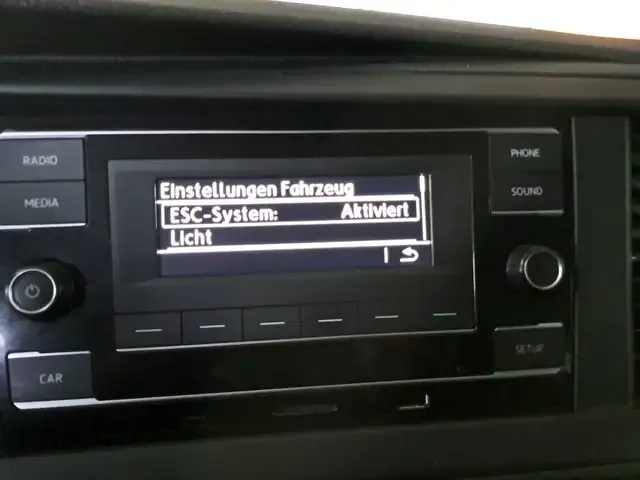 RADIO
PHONE
MEDIA
SOUND
Einstellungen Fahrzeug
ESC-System: Aktiviert
Licht
SETUP
CAR